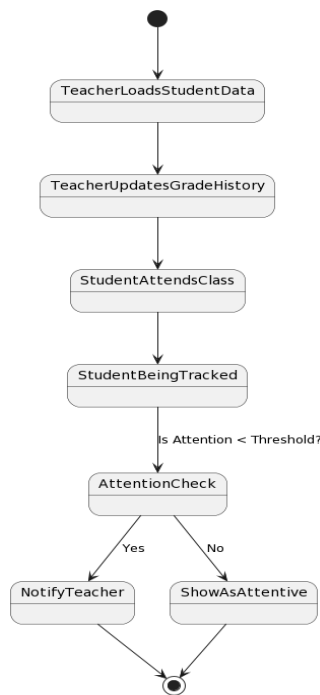 TeacherLoadsStudentData
TeacherUpdatesGradeHistory
StudentAttendsClass
StudentBeingTracked
Is Attention < Threshold?
AttentionCheck
Yes
No
NotifyTeacher
ShowAsAttentive